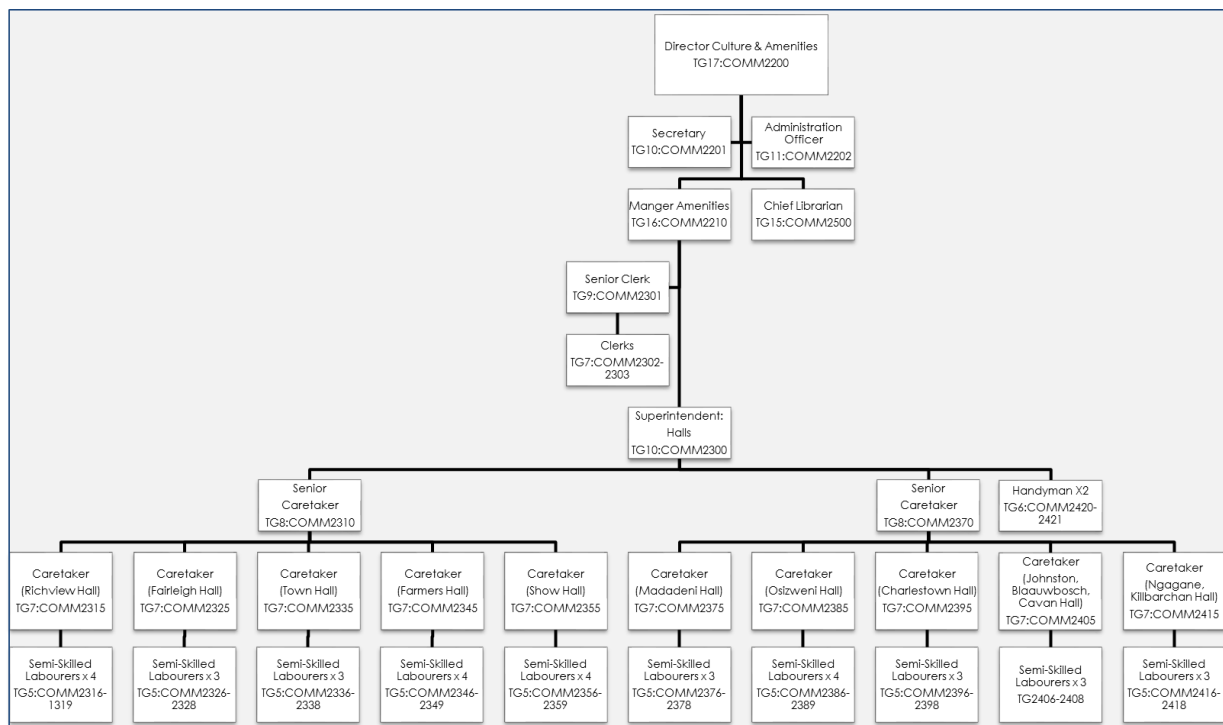 Director Culture & Amenities
TG17:COMM2200
Secretary
TG10:COMM2201
Administration
Officer
TG11:COMM2202
Manger Amenities
TG16:COMM2210
Chief Librarian
TG15:COMM2500
Senior Clerk
TG9:COMM2301
Clerks
TG7:COMM2302-
2303
Superintendent:
Halls
TG10:COMM2300
Senior
Caretaker
TG8:COMM2310
Senior
Caretaker
TG8:COMM2370
Handyman X2
TG6:COMM2420-
2421
Caretaker
(Richview Hall)
TG7:COMM2315
Caretaker
(Fairleigh Hall)
TG7:COMM2325
Caretaker
(Town Hall)
TG7:COMM2335
Caretaker
(Farmers Hall)
TG7:COMM2345
Caretaker
(Show Hall)
TG7:COMM2355
Caretaker
(Madadeni Hall)
TG7:COMM2375
Caretaker
(Osizweni Hall)
TG7:COMM2385
Caretaker
(Charlestown Hall)
TG7:COMM2395
Caretaker
(Johnston,
Blaauwbosch,
Cavan Hall)
TG7:COMM2405
Caretaker
(Ngagane,
Killbarchan Hall)
TG7:COMM2415
Semi-Skilled
Labourers x 4
TG5:COMM2316-
1319
Semi-Skilled
Labourers x 3
TG5:COMM2326-
2328
Semi-Skilled
Labourers x 3
TG5:COMM2336-
2338
Semi-Skilled
Labourers x 4
TG5:COMM2346-
2349
Semi-Skilled
Labourers x 4
TG5:COMM2356-
2359
Semi-Skilled
Labourers x 3
TG5:COMM2376-
2378
Semi-Skilled
Labourers x 4
TG5:COMM2386-
2389
Semi-Skilled
Labourers x 3
TG5:COMM2396-
2398
Semi-Skilled
Labourers x 3
TG2406-2408
Semi-Skilled
Labourers x 3
TG5:COMM2416-
2418